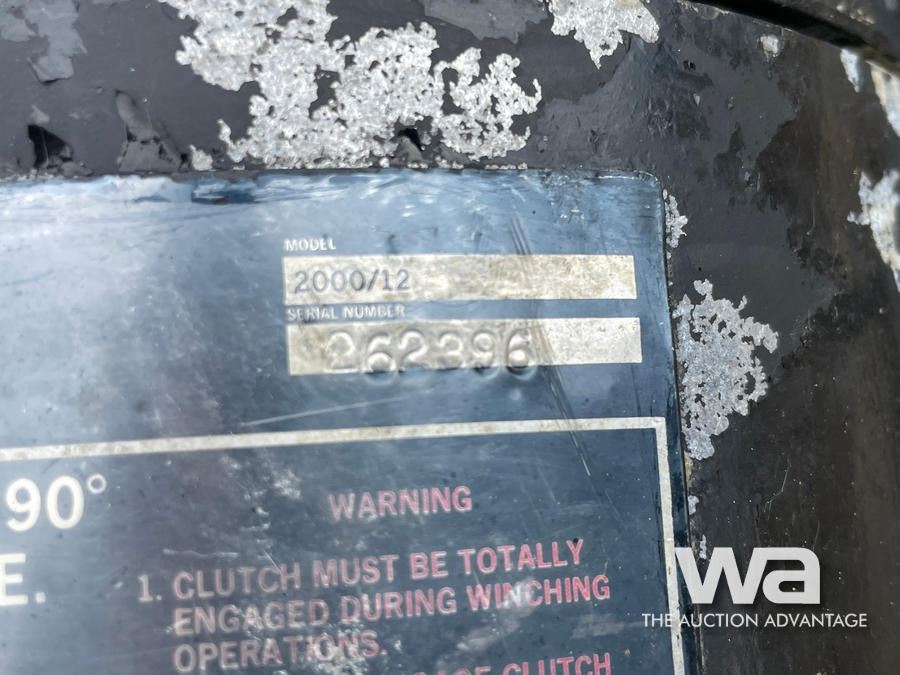 MODEL
2000/12
SERIAL NUMBER
262396
90°
E.
WARNING
1. CLUTCH MUST BE TOTALLY
ENGAGED DURING WINCHING
OPERATIONS.
CLUTCH
wa
THE AUCTION ADVANTAGE